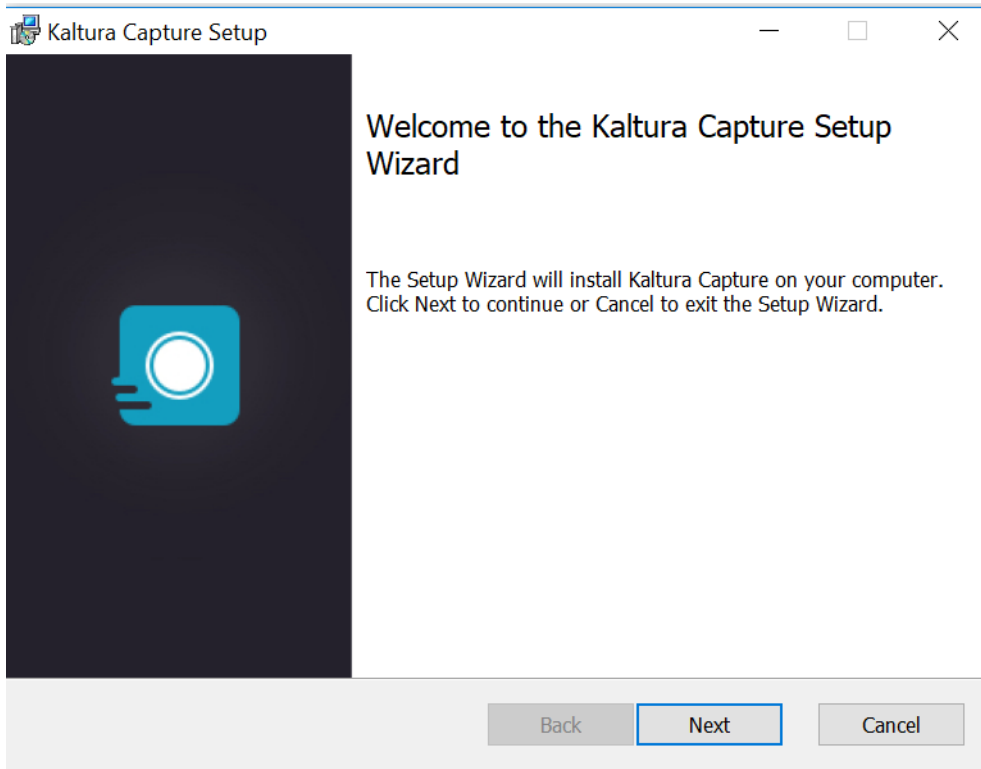 Kaltura Capture Setup
Welcome to the Kaltura Capture Setup
Wizard
The Setup Wizard will install Kaltura Capture on your computer.
Click Next to continue or Cancel to exit the Setup Wizard.
Back Next Cancel